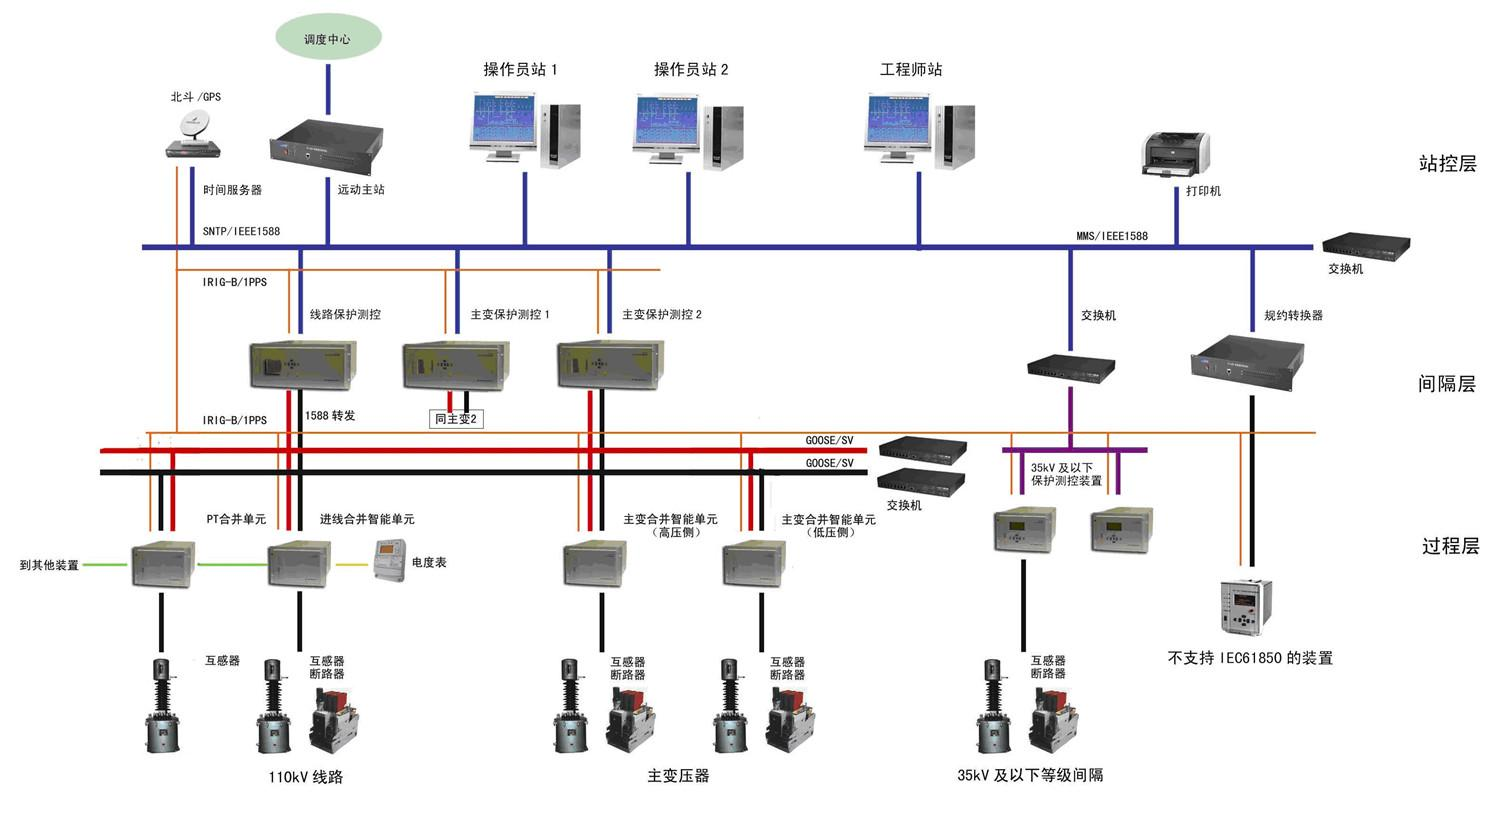 调度中心
操作员站 1
操作员站 2
工程师站
北斗 /GPS
站控层
时间服务器
远动主站
打印机
SNTP/IEEE1588
MMS/IEEE1588
交换机
IRIG-B/1PPS
线路保护测控
主变保护测控 1
主变保护测控 2
交换机
规约转换器
间隔层
IRIG-B/1PPS
1588 转发
同主变2
GOOSE/SV
GOOSE/SV
交换机
35kV 及以下
保护测控装置
PT合并单元
进线合并智能单元
主变合并智能单元
（高压侧）
主变合并智能单元
（低压侧）
过程层
到其他装置
电度表
互感器
互感器
断路器
互感器
断路器
互感器
断路器
互感器
断路器
不支持 IEC61850 的装置
110kV 线路
主变压器
35kV 及以下等级间隔